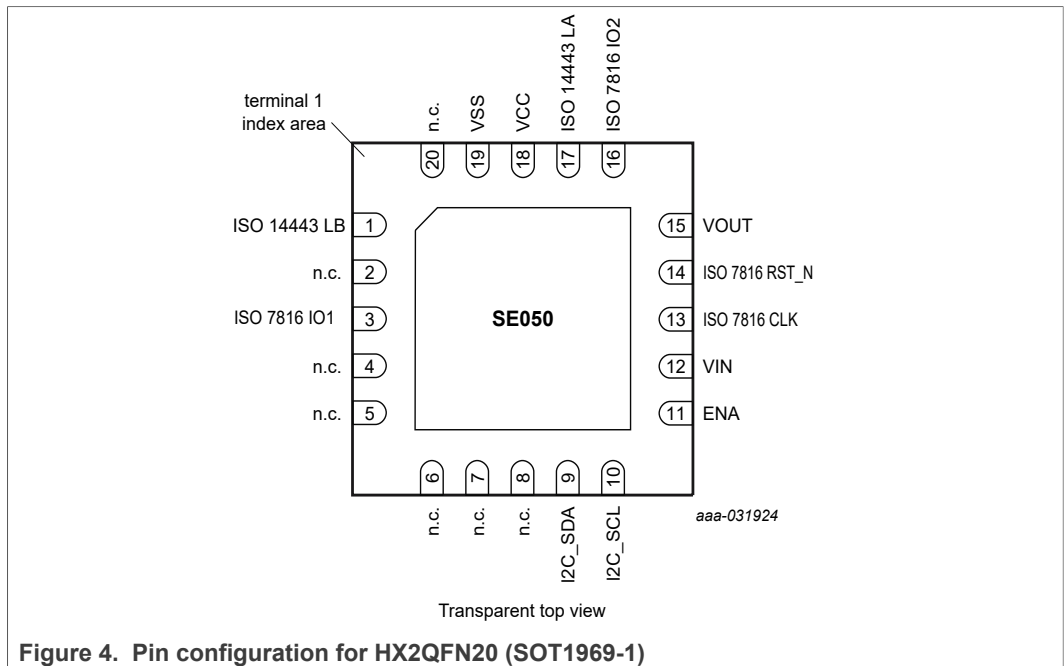 n.c.
VSS
VCC
ISO 14443 LA
ISO 7816 IO2
terminal 1
index area
20
19
18
17
16
ISO 14443 LB 1
n.c. 2
ISO 7816 IO1 3
n.c. 4
n.c. 5
SE050
15 VOUT
14 ISO 7816 RST_N
13 ISO 7816 CLK
12 VIN
11 ENA
6
7
8
9
10
n.c.
n.c.
n.c.
I2C_SDA
I2C_SCL
aaa-031924
Transparent top view
Figure 4. Pin configuration for HX2QFN20 (SOT1969-1)